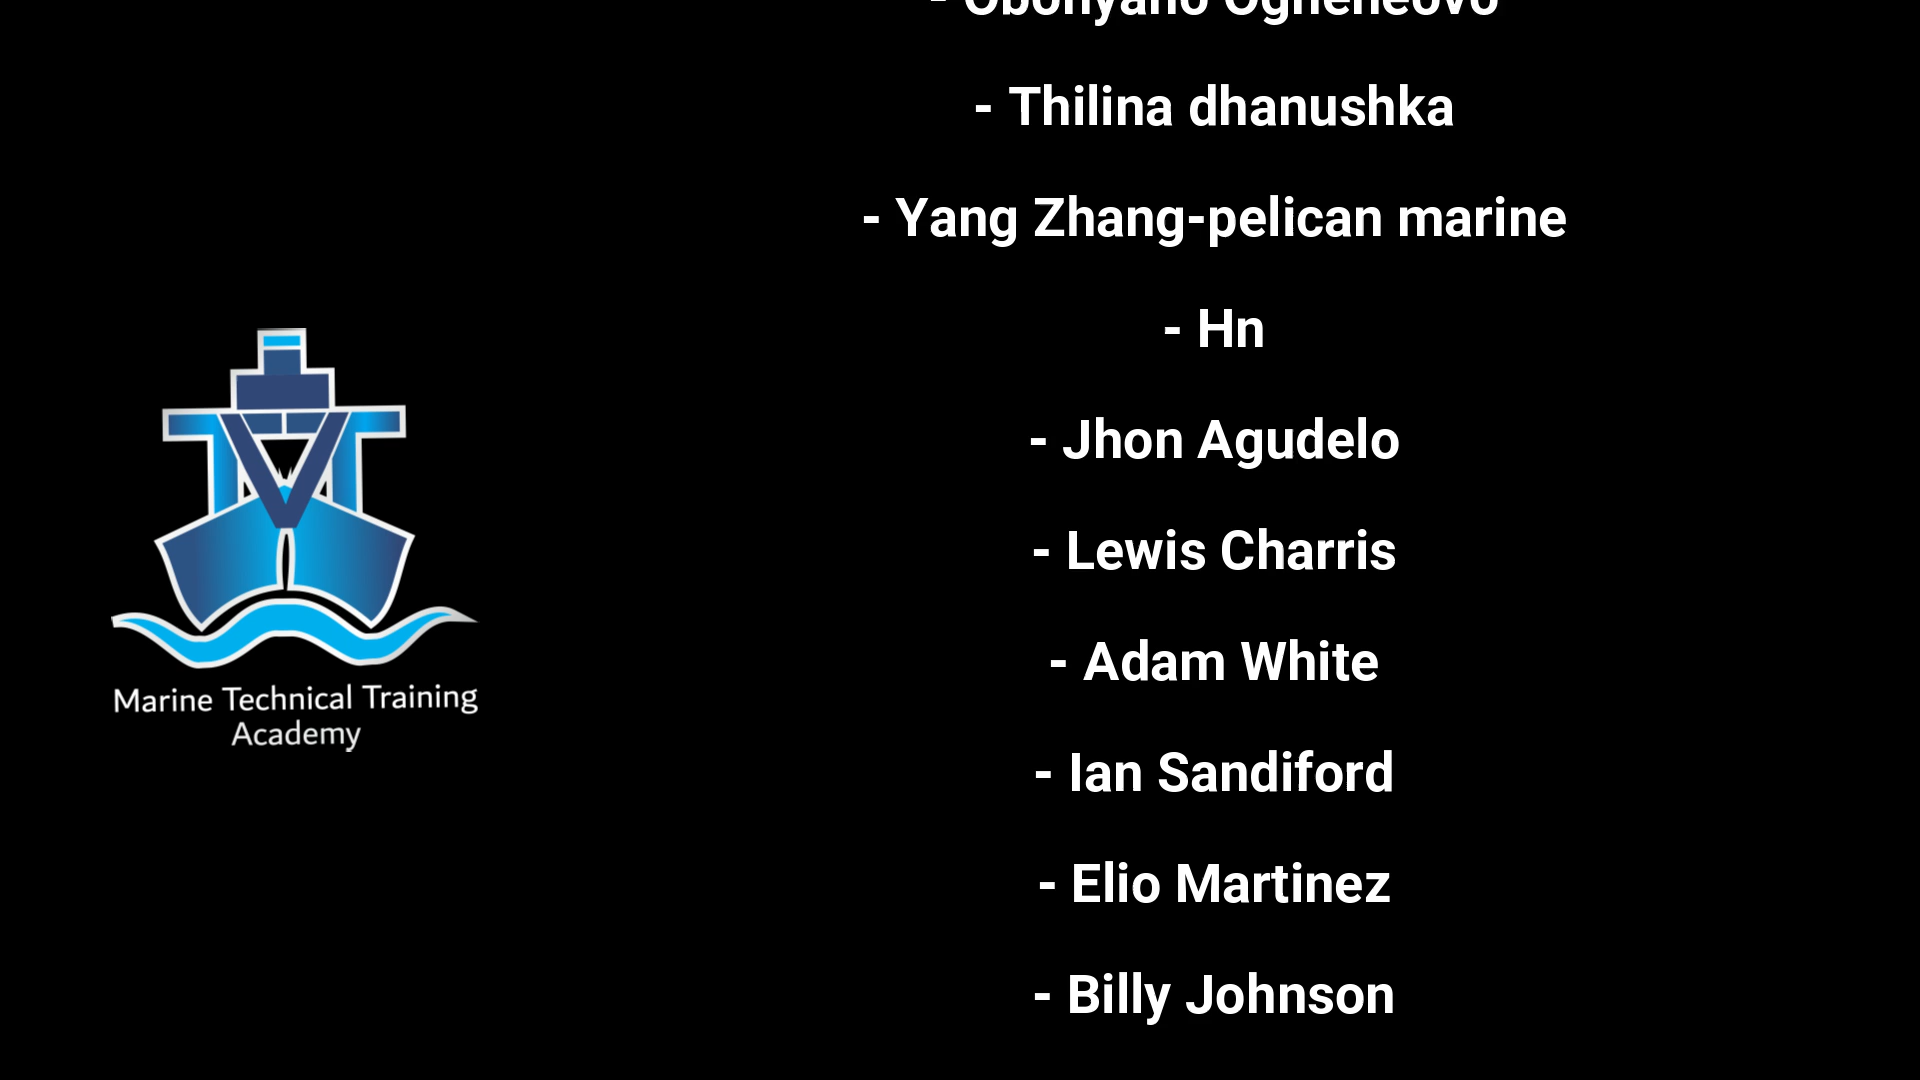 - Thilina dhanushka
- Yang Zhang-pelican marine
- Hn
- Jhon Agudelo
- Lewis Charris
- Adam White
- Ian Sandiford
- Elio Martinez
- Billy Johnson
Marine Technical Training
Academy